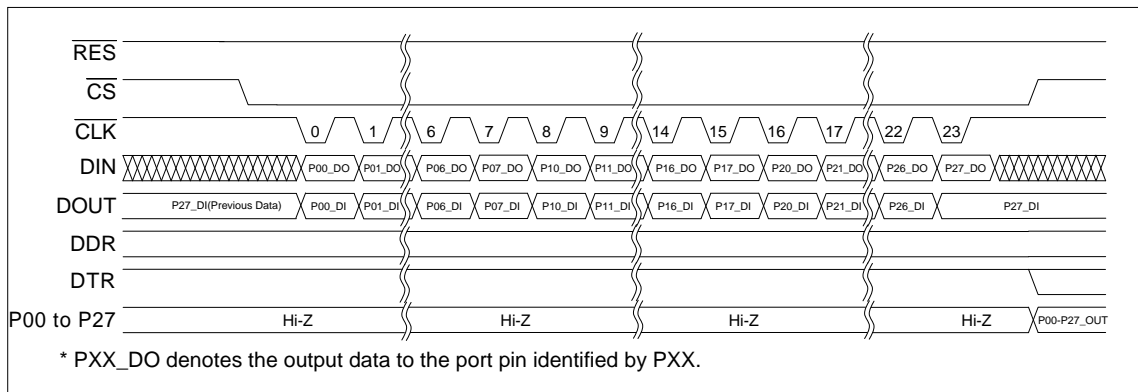 RES
CS
CLK 0 1 6 7 8 9 14 15 16 17 22 23
DIN P00_DO P01_DO P06_DO P07_DO P10_DO P11_DO P16_DO P17_DO P20_DO P21_DO P26_DO P27_DO
DOUT P27_DI(Previous Data) P00_DI P01_DI P06_DI P07_DI P10_DI P11_DI P16_DI P17_DI P20_DI P21_DI P26_DI P27_DI
DDR
DTR
P00 to P27 Hi-Z Hi-Z Hi-Z Hi-Z P00-P27_OUT
* PXX_DO denotes the output data to the port pin identified by PXX.